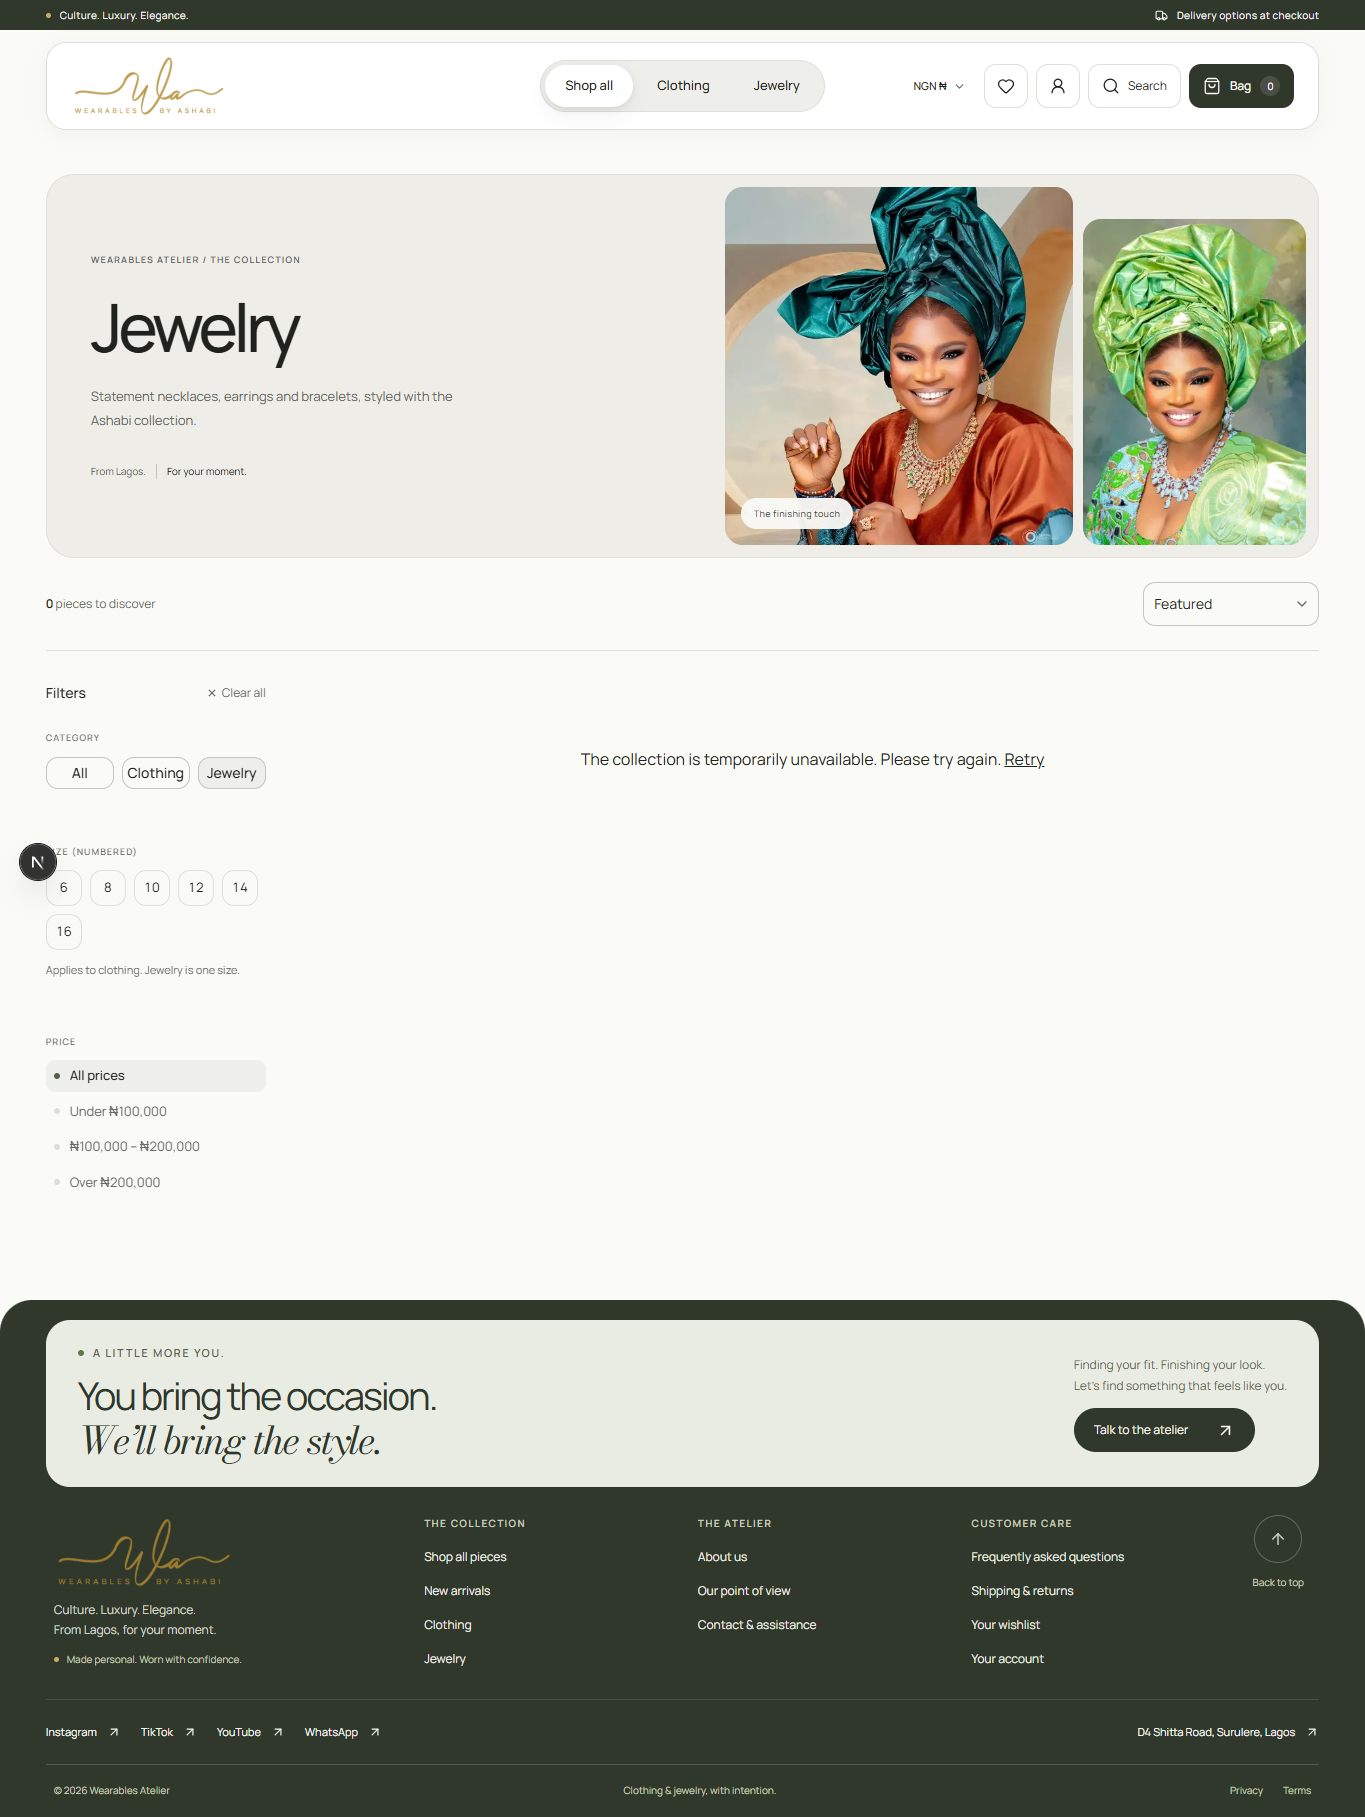 Culture. Luxury. Elegance.
Delivery options at checkout
Wla
WEARABLES BY ASHABI
Shop all
Clothing
Jewelry
NGN ₦
Search
Bag
0
WEARABLES ATELIER / THE COLLECTION
Jewelry
Statement necklaces, earrings and bracelets, styled with the
Ashabi collection.
From Lagos.
For your moment.
The finishing touch
0 pieces to discover
Featured
Filters
Clear all
CATEGORY
All
Clothing
Jewelry
The collection is temporarily unavailable. Please try again. Retry
ZE (NUMBERED)
N
6
8
10
12
14
16
Applies to clothing. Jewelry is one size.
PRICE
All prices
Under ₦100,000
₦100,000 – ₦200,000
Over ₦200,000
A LITTLE MORE YOU.
You bring the occasion.
We’ll bring the style.
Finding your fit. Finishing your look.
Let’s find something that feels like you.
Talk to the atelier
Wla
WEARABLES BY ASHABI
Culture. Luxury. Elegance.
From Lagos, for your moment.
Made personal. Worn with confidence.
THE COLLECTION
Shop all pieces
New arrivals
Clothing
Jewelry
THE ATELIER
About us
Our point of view
Contact & assistance
CUSTOMER CARE
Frequently asked questions
Shipping & returns
Your wishlist
Your account
Back to top
Instagram
TikTok
YouTube
WhatsApp
D4 Shitta Road, Surulere, Lagos
© 2026 Wearables Atelier
Clothing & jewelry, with intention.
Privacy
Terms